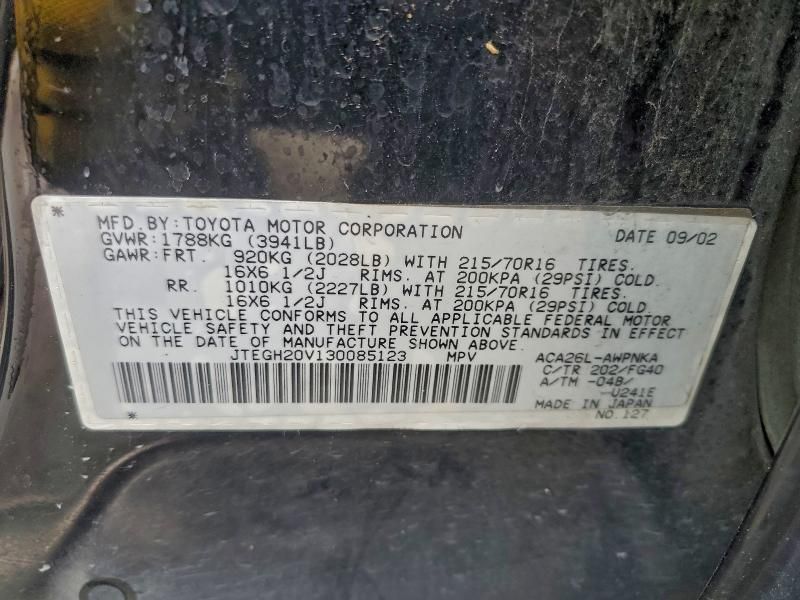 MFD.BY:TOYOTA MOTOR CORPORATION DATE 09/02
GVWR:1788KG (3941LB)
GAWR:FRT. 920KG (2028LB) WITH 215/70R16 TIRES.
16X6 1/2J RIMS. AT 200KPA (29PSI) COLD
RR. 1010KG (2227LB) WITH 215/70R16 TIRES.
16X6 1/2J RIMS. AT 200KPA (29PSI) COLD
THIS VEHICLE CONFORMS TO ALL APPLICABLE FEDERAL MOTOR
VEHICLE SAFETY AND THEFT PREVENTION STANDARDS IN EFFECT
ON THE DATE OF MANUFACTURE SHOWN ABOVE.
JTEGH20V130085123 MPV ACA26L-AWPNKA
C/TR 202/FG40
A/TM -04B/
-U241E
MADE IN JAPAN
NO.127